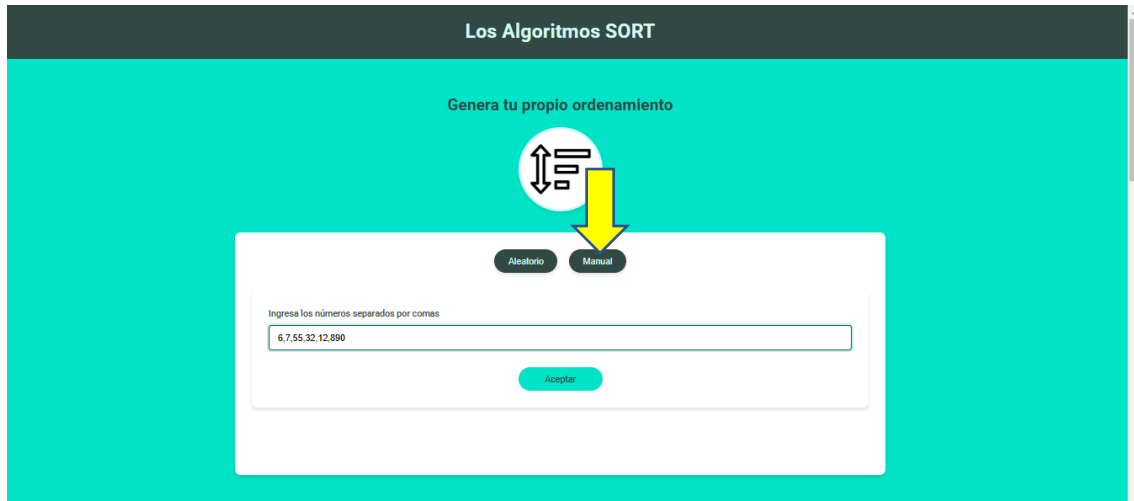 Los Algoritmos SORT
Genera tu propio ordenamiento
Aleatorio Manual
Ingresa los números separados por comas
6,7,55,32,12,890
Aceptar